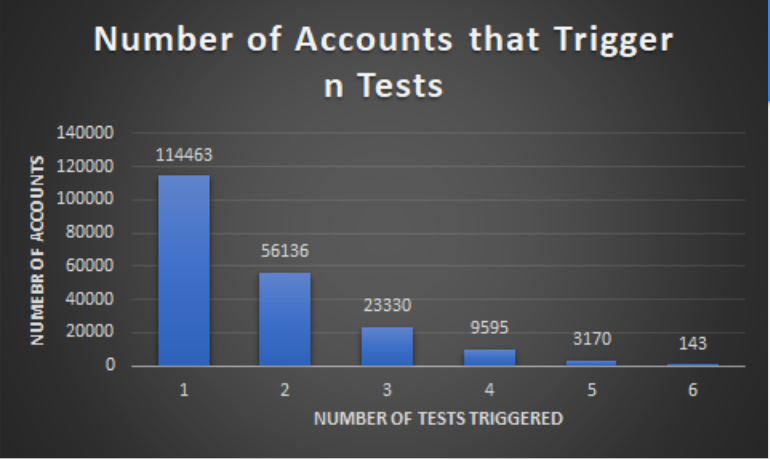 Number of Accounts that Trigger
n Tests
NUMEBR OF ACCOUNTS
140000
120000
100000
80000
60000
40000
20000
0
114463
56136
23330
9595
3170
143
1 2 3 4 5 6
NUMBER OF TESTS TRIGGERED